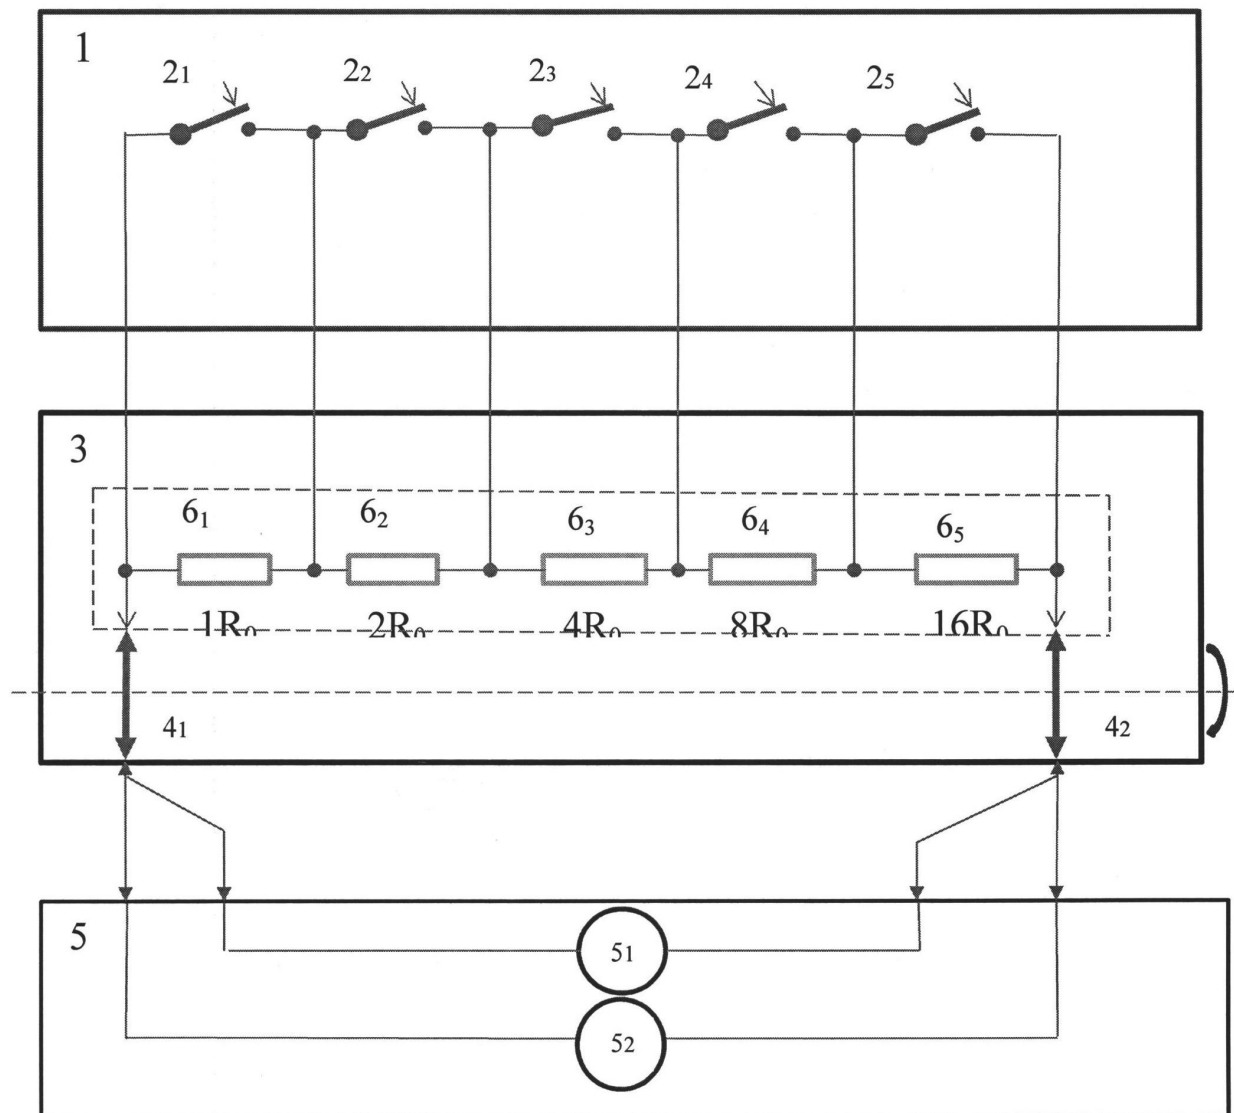 1
2₁ 2₂ 2₃ 2₄ 2₅
3
6₁ 6₂ 6₃ 6₄ 6₅
1R₀ 2R₀ 4R₀ 8R₀ 16R₀
4₁ 4₂
5
5₁
5₂